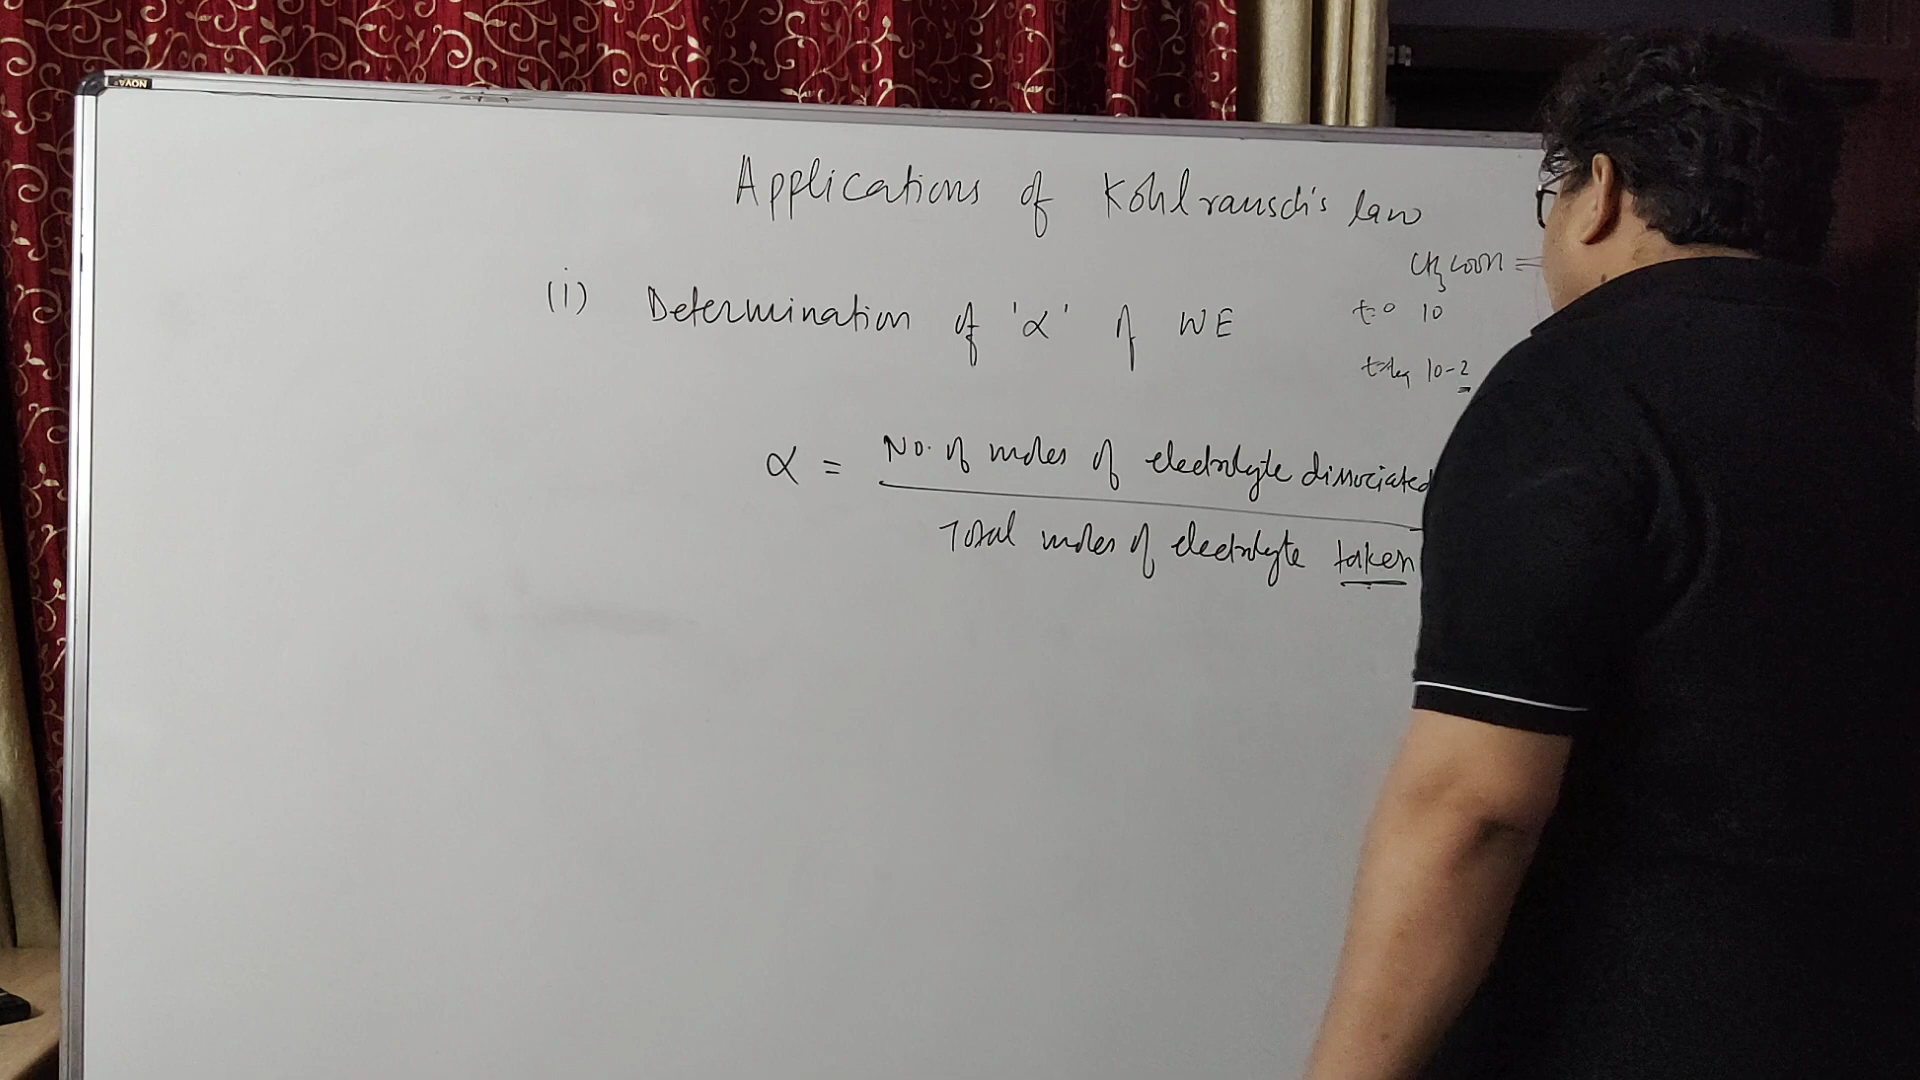 NOVA
Applications of Kohlrausch's law
CH3COOH =
(i) Determination of 'α' of WE
t=0 10
t=teq 10-2
α = No. of moles of electrolyte dissociated
Total moles of electrolyte taken